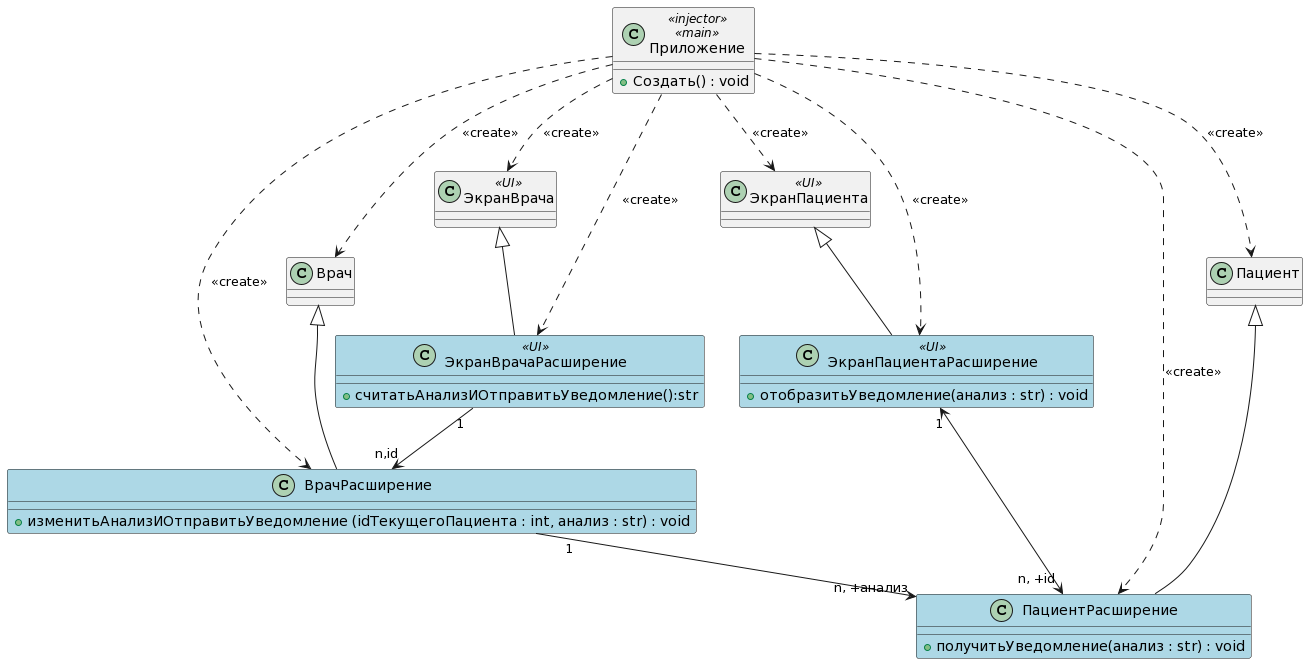 «injector»
«main»
C Приложение
Создать() : void
«create»
«create»
«create»
«UI»
C ЭкранВрача
«UI»
C ЭкранПациента
«create»
«create»
C Врач
C Пациент
«create»
«UI»
C ЭкранВрачаРасширение
считатьАнализИОтправитьУведомление():str
«UI»
C ЭкранПациентаРасширение
отобразитьУведомление(анализ : str) : void
«create»
1
n,id
1
C ВрачРасширение
изменитьАнализИОтправитьУведомление (idТекущегоПациента : int, анализ : str) : void
1
n, +анализ
n, +id
C ПациентРасширение
получитьУведомление(анализ : str) : void
«create»